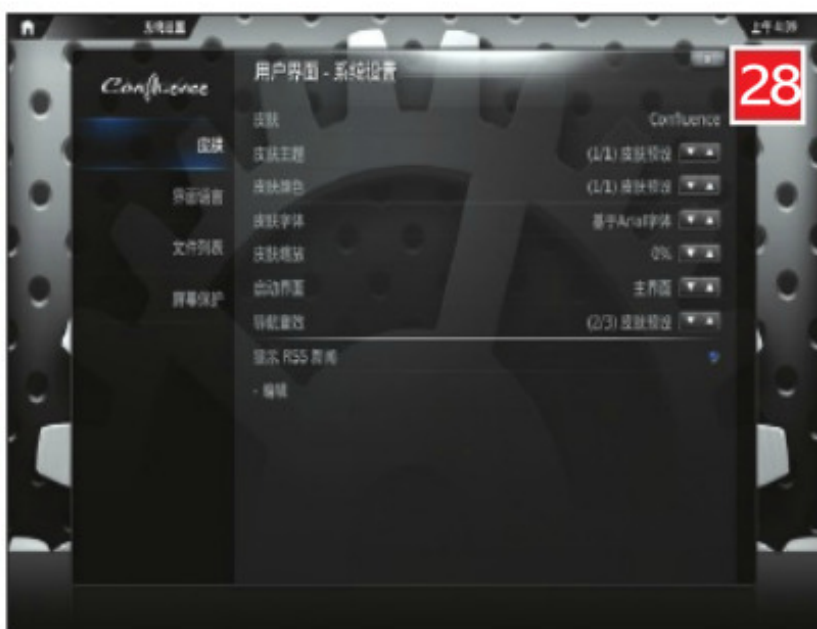 系统设置
上午 4:39
28
Confluence
用户界面 - 系统设置
皮肤
界面语言
文件列表
屏幕保护
皮肤 Confluence
皮肤主题 (1/1) 皮肤预设
皮肤颜色 (1/1) 皮肤预设
皮肤字体 基于Arial字体
皮肤缩放 0%
启动界面 主界面
导航音效 (2/3) 皮肤预设
显示 RSS 新闻
- 编辑